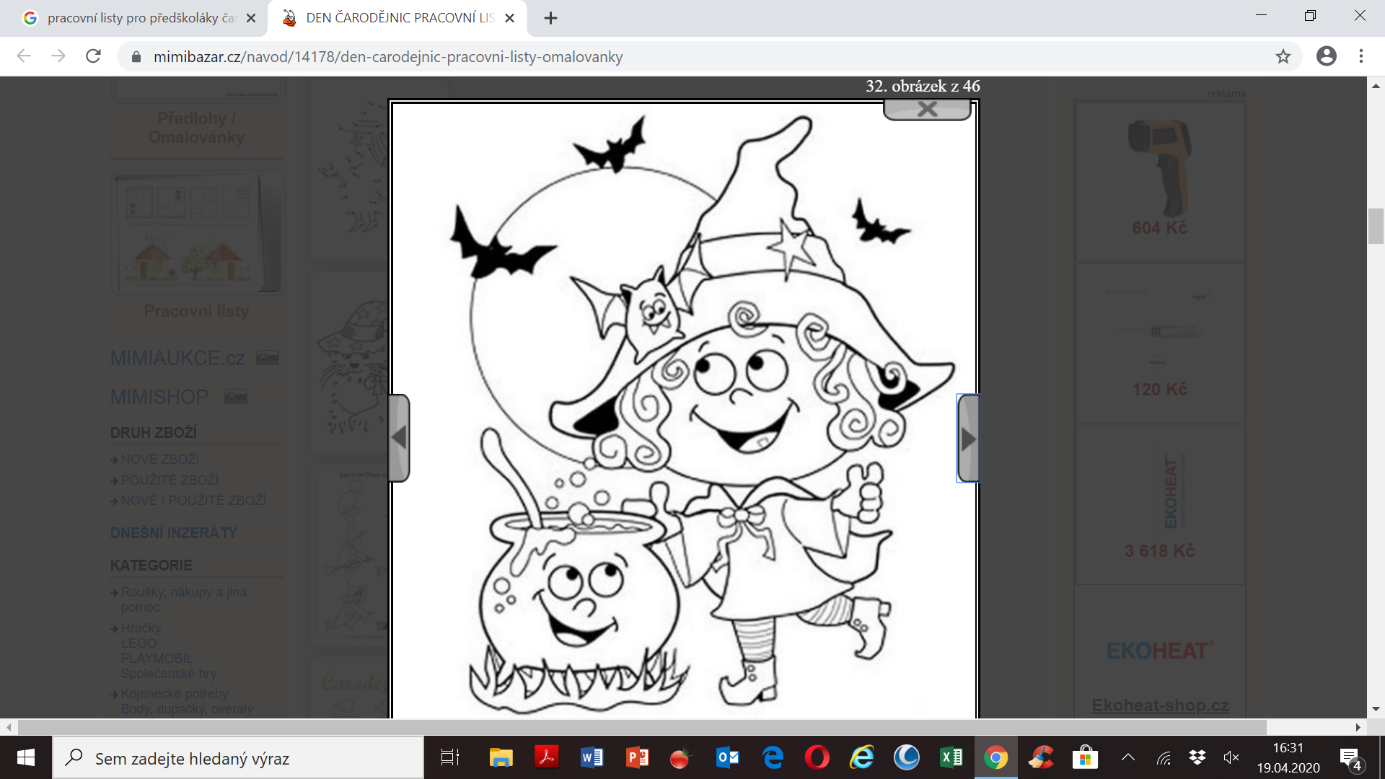 pracovní listy pro předškoláky ča
DEN ČARODĚJNIC PRACOVNÍ LIS
mimibazar.cz/navod/14178/den-carodejnic-pracovni-listy-omalovanky
32. obrázek z 46
reklama
Předlohy /
Omalovánky
Pracovní listy
MIMIAUKCE.cz
MIMISHOP
DRUH ZBOŽÍ
NOVÉ ZBOŽÍ
POUŽITÉ ZBOŽÍ
NOVÉ I POUŽITÉ ZBOŽÍ
DNEŠNÍ INZERÁTY
KATEGORIE
Roušky, nákupy a jiná
pomoc
Hračky
LEGO
PLAYMOBIL
Společenské hry
Kojenecké potřeby
Body, dupačky, overaly
Caroděj
604 Kč
120 Kč
EKOHEAT
3 618 Kč
EKOHEAT
Ekoheat-shop.cz
Sem zadejte hledaný výraz
16:31
19.04.2020
4